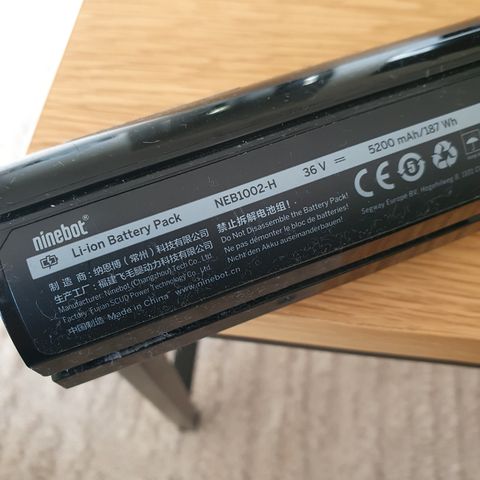 ninebot
Li-ion Battery Pack NEB1002-H 36 V 5200 mAh/187 Wh
制 造 商：纳恩博（常州）科技有限公司
生产工厂：福建飞毛腿动力科技有限公司
Manufacturer: Ninebot (Changzhou) Tech Co., Ltd.
Factory: Fujian SCUD Power Technology Co., Ltd.
中国制造 Made in China www.ninebot.cn
禁止拆解电池组！
Do Not Disassemble the Battery Pack!
Ne pas démonter le bloc de batteries!
Nicht den Akku auseinanderbauen!
CE
Segway Europe B.V. Hogehilweg 8, 1101